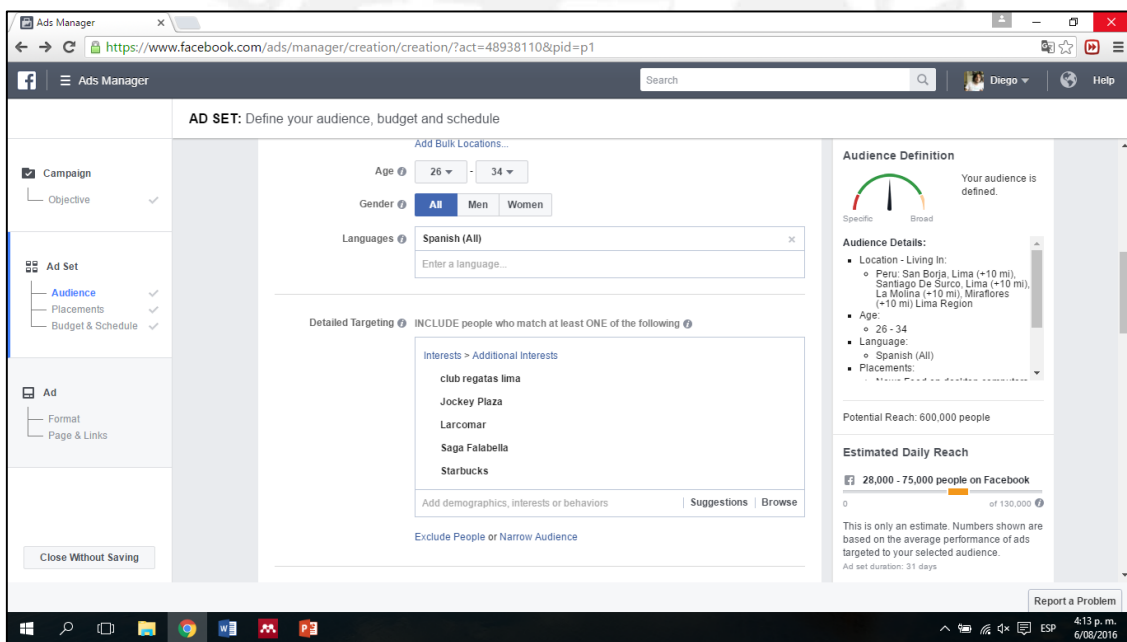 Ads Manager
https://www.facebook.com/ads/manager/creation/creation/?act=48938110&pid=p1
Ads Manager
Search
Diego
Help
AD SET: Define your audience, budget and schedule
Campaign
Objective
Ad Set
Audience
Placements
Budget & Schedule
Ad
Format
Page & Links
Close Without Saving
Add Bulk Locations...
Age
26 - 34
Gender
All Men Women
Languages
Spanish (All)
Enter a language...
Detailed Targeting
INCLUDE people who match at least ONE of the following
Interests > Additional Interests
club regatas lima
Jockey Plaza
Larcomar
Saga Falabella
Starbucks
Add demographics, interests or behaviors
Suggestions Browse
Exclude People or Narrow Audience
Audience Definition
Your audience is
defined.
Specific Broad
Audience Details:
Location - Living In:
Peru: San Borja, Lima (+10 mi),
Santiago De Surco, Lima (+10 mi),
La Molina (+10 mi), Miraflores
(+10 mi) Lima Region
Age:
26 - 34
Language:
Spanish (All)
Placements:
Potential Reach: 600,000 people
Estimated Daily Reach
28,000 - 75,000 people on Facebook
0 of 130,000
This is only an estimate. Numbers shown are
based on the average performance of ads
targeted to your selected audience.
Ad set duration: 31 days
Report a Problem
ESP
4:13 p. m.
6/08/2016